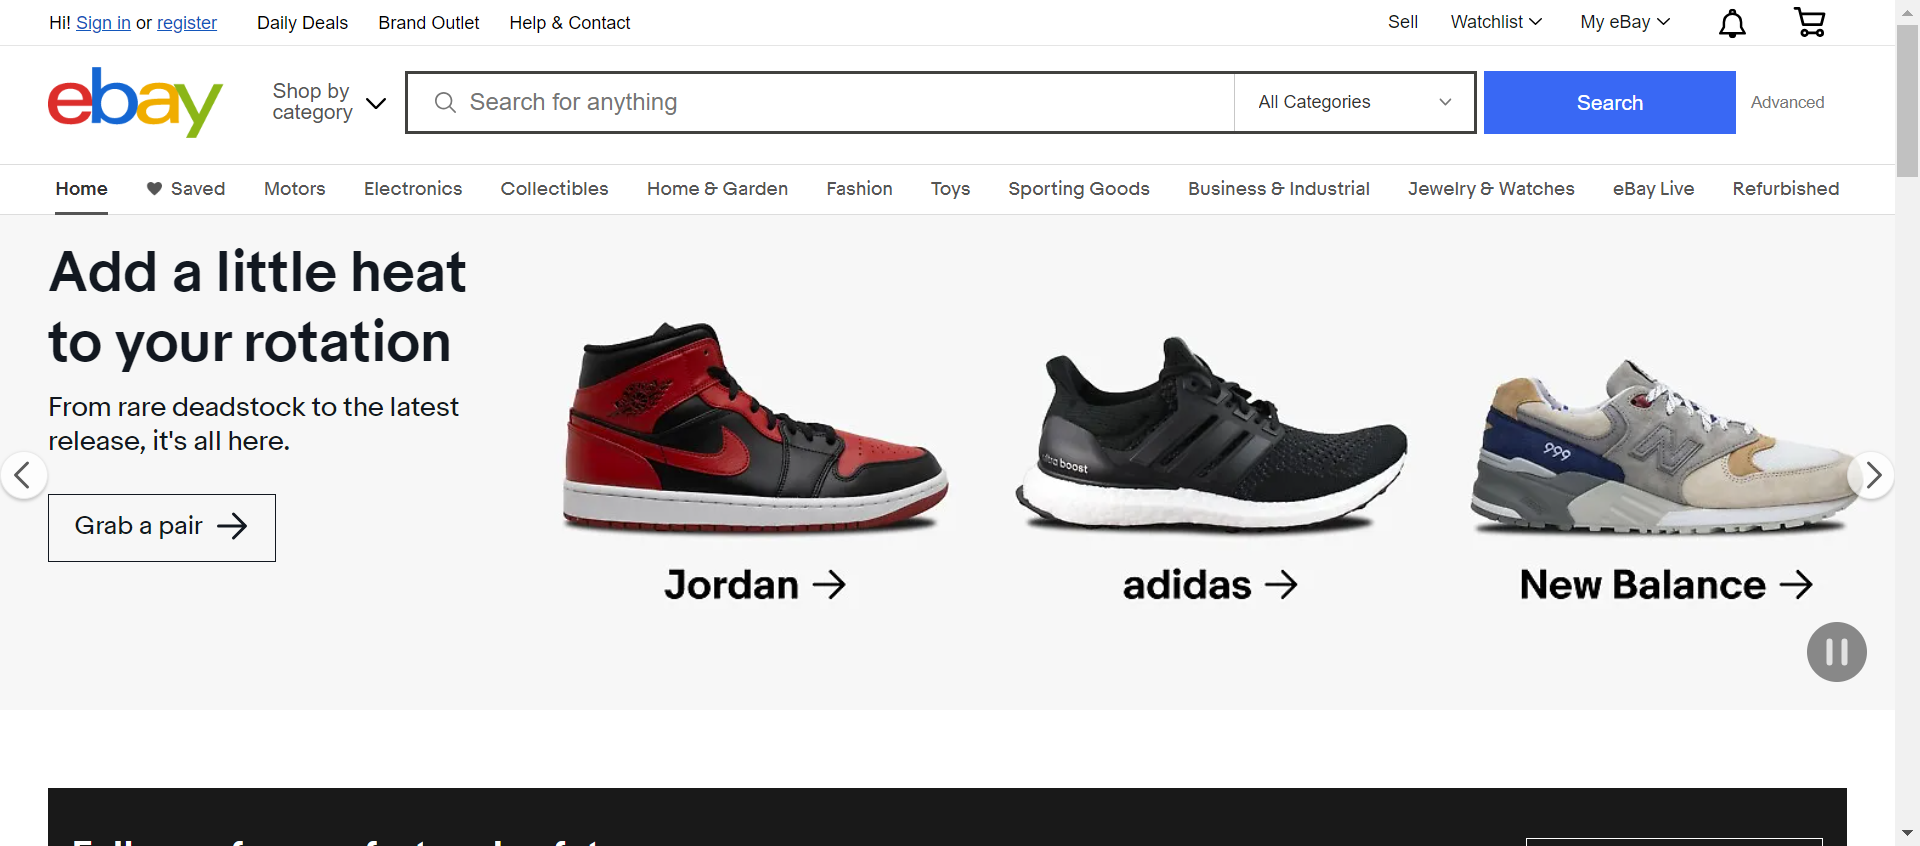 Hi! Sign in or register
Daily Deals
Brand Outlet
Help & Contact
Sell
Watchlist
My eBay
ebay
Shop by
category
Search for anything
All Categories
Search
Advanced
Home
Saved
Motors
Electronics
Collectibles
Home & Garden
Fashion
Toys
Sporting Goods
Business & Industrial
Jewelry & Watches
eBay Live
Refurbished
Add a little heat
to your rotation
From rare deadstock to the latest
release, it's all here.
Grab a pair
ultra boost
999
N
Jordan
adidas
New Balance